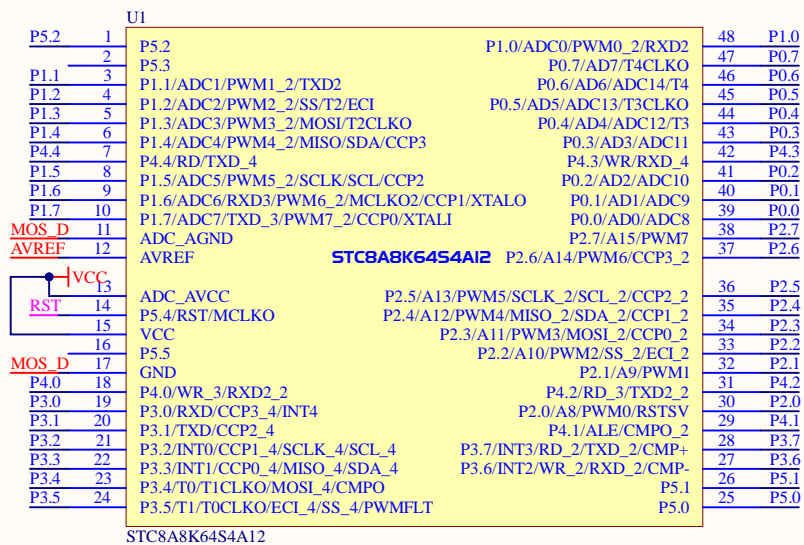 U1
P5.2 1 P5.2 P1.0/ADC0/PWM0_2/RXD2 48 P1.0
2 P5.3 P0.7/AD7/T4CLKO 47 P0.7
P1.1 3 P1.1/ADC1/PWM1_2/TXD2 P0.6/AD6/ADC14/T4 46 P0.6
P1.2 4 P1.2/ADC2/PWM2_2/SS/T2/ECI P0.5/AD5/ADC13/T3CLKO 45 P0.5
P1.3 5 P1.3/ADC3/PWM3_2/MOSI/T2CLKO P0.4/AD4/ADC12/T3 44 P0.4
P1.4 6 P1.4/ADC4/PWM4_2/MISO/SDA/CCP3 P0.3/AD3/ADC11 43 P0.3
P4.4 7 P4.4/RD/TXD_4 P4.3/WR/RXD_4 42 P4.3
P1.5 8 P1.5/ADC5/PWM5_2/SCLK/SCL/CCP2 P0.2/AD2/ADC10 41 P0.2
P1.6 9 P1.6/ADC6/RXD3/PWM6_2/MCLKO2/CCP1/XTALO P0.1/AD1/ADC9 40 P0.1
P1.7 10 P1.7/ADC7/TXD_3/PWM7_2/CCP0/XTALI P0.0/AD0/ADC8 39 P0.0
MOS_D 11 ADC_AGND P2.7/A15/PWM7 38 P2.7
AVREF 12 AVREF STC8A8K64S4A12 P2.6/A14/PWM6/CCP3_2 37 P2.6
VCC
13 ADC_AVCC P2.5/A13/PWM5/SCLK_2/SCL_2/CCP2_2 36 P2.5
RST 14 P5.4/RST/MCLKO P2.4/A12/PWM4/MISO_2/SDA_2/CCP1_2 35 P2.4
15 VCC P2.3/A11/PWM3/MOSI_2/CCP0_2 34 P2.3
16 P5.5 P2.2/A10/PWM2/SS_2/ECI_2 33 P2.2
MOS_D 17 GND P2.1/A9/PWM1 32 P2.1
P4.0 18 P4.0/WR_3/RXD2_2 P4.2/RD_3/TXD2_2 31 P4.2
P3.0 19 P3.0/RXD/CCP3_4/INT4 P2.0/A8/PWM0/RSTSV 30 P2.0
P3.1 20 P3.1/TXD/CCP2_4 P4.1/ALE/CMPO_2 29 P4.1
P3.2 21 P3.2/INT0/CCP1_4/SCLK_4/SCL_4 P3.7/INT3/RD_2/TXD_2/CMP+ 28 P3.7
P3.3 22 P3.3/INT1/CCP0_4/MISO_4/SDA_4 P3.6/INT2/WR_2/RXD_2/CMP- 27 P3.6
P3.4 23 P3.4/T0/T1CLKO/MOSI_4/CMPO P5.1 26 P5.1
P3.5 24 P3.5/T1/T0CLKO/ECI_4/SS_4/PWMFLT P5.0 25 P5.0
STC8A8K64S4A12